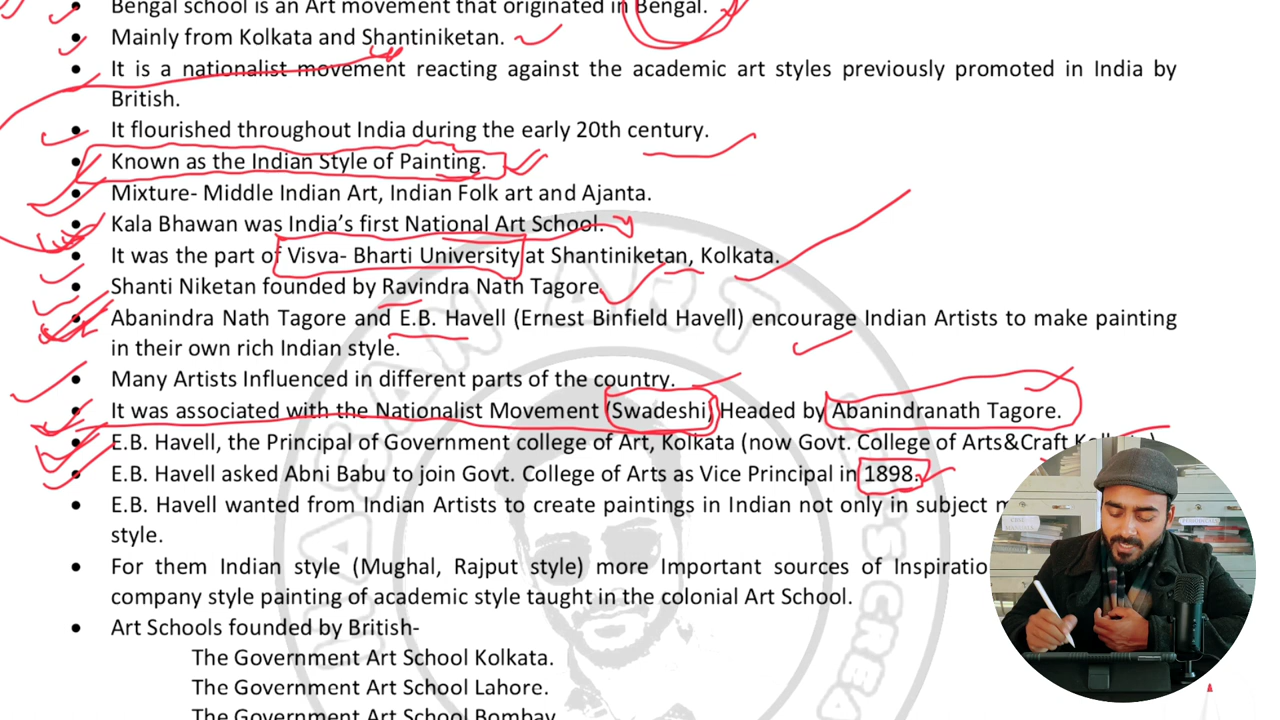 Bengal school is an Art movement that originated in Bengal.
Mainly from Kolkata and Shantiniketan.
It is a nationalist movement reacting against the academic art styles previously promoted in India by
British.
It flourished throughout India during the early 20th century.
Known as the Indian Style of Painting.
Mixture- Middle Indian Art, Indian Folk art and Ajanta.
Kala Bhawan was India's first National Art School.
It was the part of Visva- Bharti University at Shantiniketan, Kolkata.
Shanti Niketan founded by Ravindra Nath Tagore
Abanindra Nath Tagore and E.B. Havell (Ernest Binfield Havell) encourage Indian Artists to make painting
in their own rich Indian style.
Many Artists Influenced in different parts of the country.
It was associated with the Nationalist Movement (Swadeshi) Headed by Abanindranath Tagore.
E.B. Havell, the Principal of Government college of Art, Kolkata (now Govt. College of Arts&Craft
E.B. Havell asked Abni Babu to join Govt. College of Arts as Vice Principal in 1898.
E.B. Havell wanted from Indian Artists to create paintings in Indian not only in subject
style.
For them Indian style (Mughal, Rajput style) more Important sources of
company style painting of academic style taught in the colonial Art School.
Art Schools founded by British-
The Government Art School Kolkata.
The Government Art School Lahore.
The Government Art School Bombay